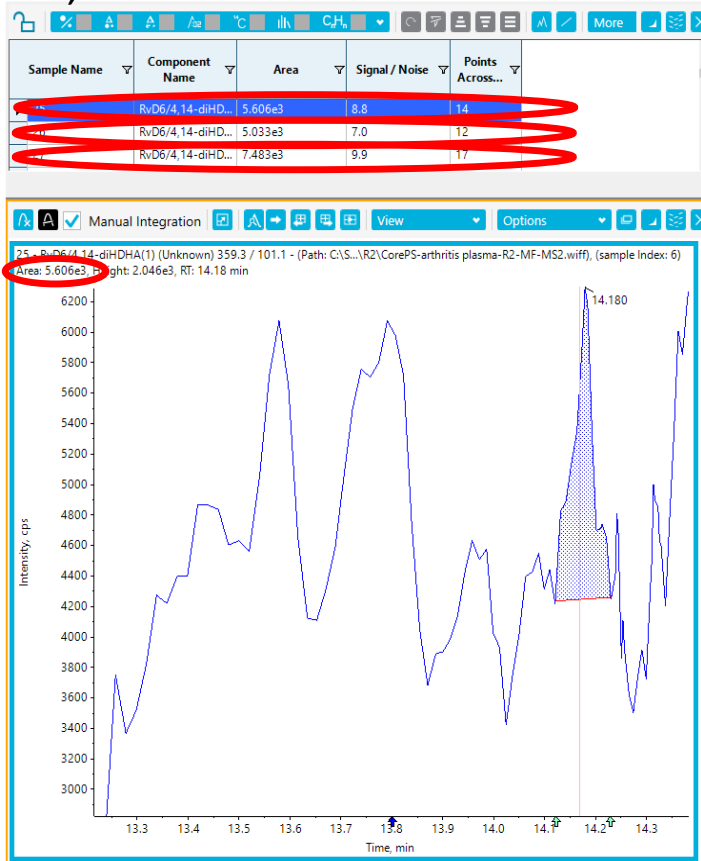 More
Sample Name Component Name Area Signal / Noise Points Across...
RvD6/4,14-diHD... 5.606e3 8.8 14
26 RvD6/4,14-diHD... 5.033e3 7.0 12
27 RvD6/4,14-diHD... 7.483e3 9.9 17
Manual Integration View Options
25 - RvD6/4,14-diHDHA(1) (Unknown) 359.3 / 101.1 - (Path: C:\S...\R2\CorePS-arthritis plasma-R2-MF-MS2.wiff), (sample Index: 6)
Area: 5.606e3, Height: 2.046e3, RT: 14.18 min
14.180
6200
6000
5800
5600
5400
5200
5000
4800
4600
4400
4200
4000
3800
3600
3400
3200
3000
Intensity, cps
13.3 13.4 13.5 13.6 13.7 13.8 13.9 14.0 14.1 14.2 14.3
Time, min